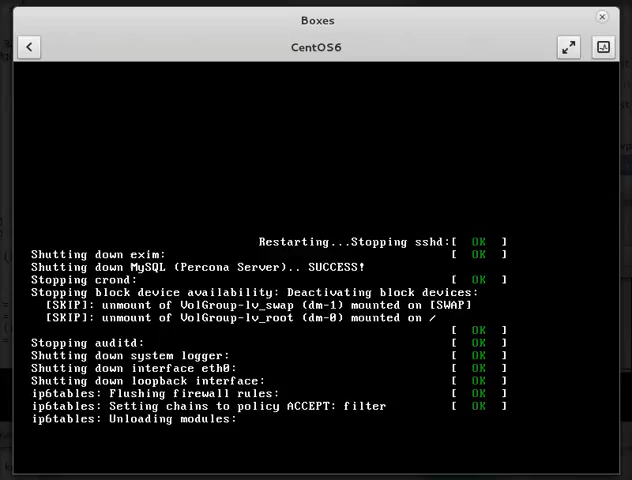 Boxes
CentOS6
Restarting...Stopping sshd:[  OK  ]
Shutting down exim: [  OK  ]
Shutting down MySQL (Percona Server).. SUCCESS!
Stopping crond: [  OK  ]
Stopping block device availability: Deactivating block devices:
[SKIP]: unmount of VolGroup-lv_swap (dm-1) mounted on [SWAP]
[SKIP]: unmount of VolGroup-lv_root (dm-0) mounted on /
[  OK  ]
Stopping auditd: [  OK  ]
Shutting down system logger: [  OK  ]
Shutting down interface eth0: [  OK  ]
Shutting down loopback interface: [  OK  ]
ip6tables: Flushing firewall rules: [  OK  ]
ip6tables: Setting chains to policy ACCEPT: filter [  OK  ]
ip6tables: Unloading modules: